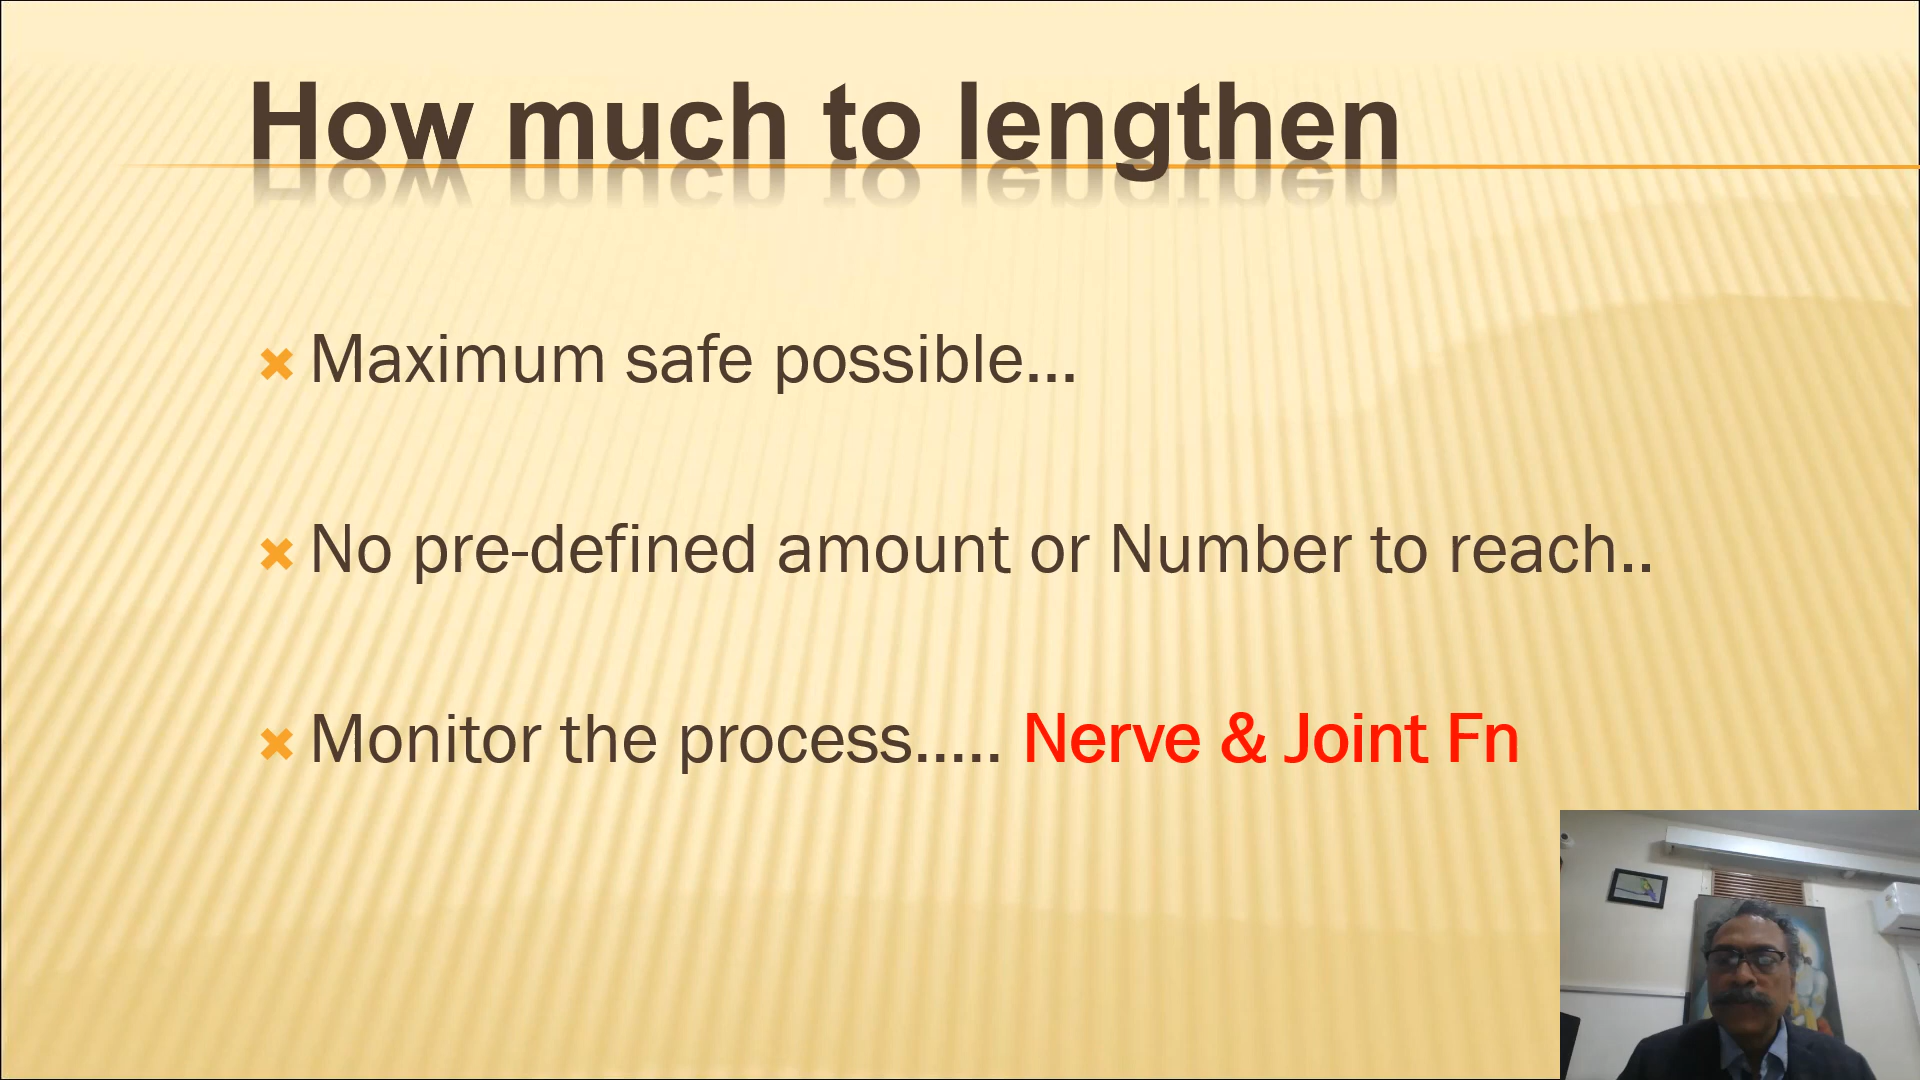 How much to lengthen
Maximum safe possible...
No pre-defined amount or Number to reach..
Monitor the process..... Nerve & Joint Fn